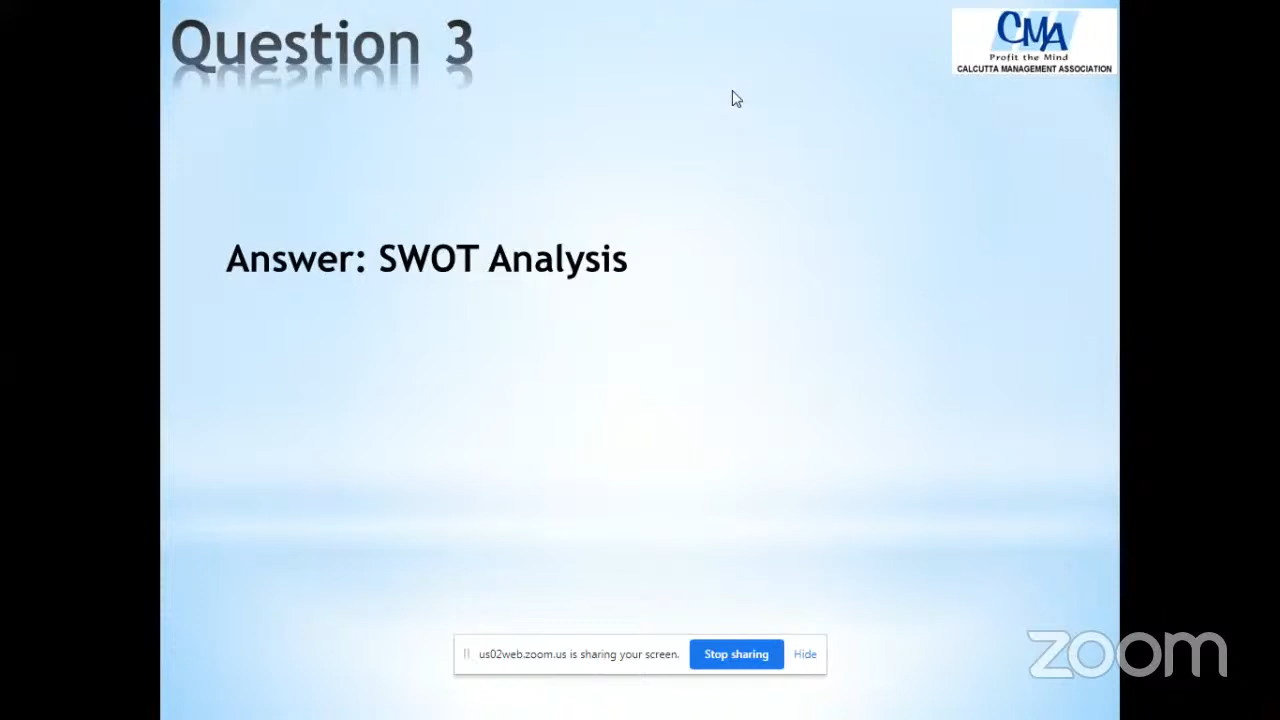 Question 3
CMA
Profit the Mind
CALCUTTA MANAGEMENT ASSOCIATION
Answer: SWOT Analysis
us02web.zoom.us is sharing your screen.
Stop sharing
Hide
zoom